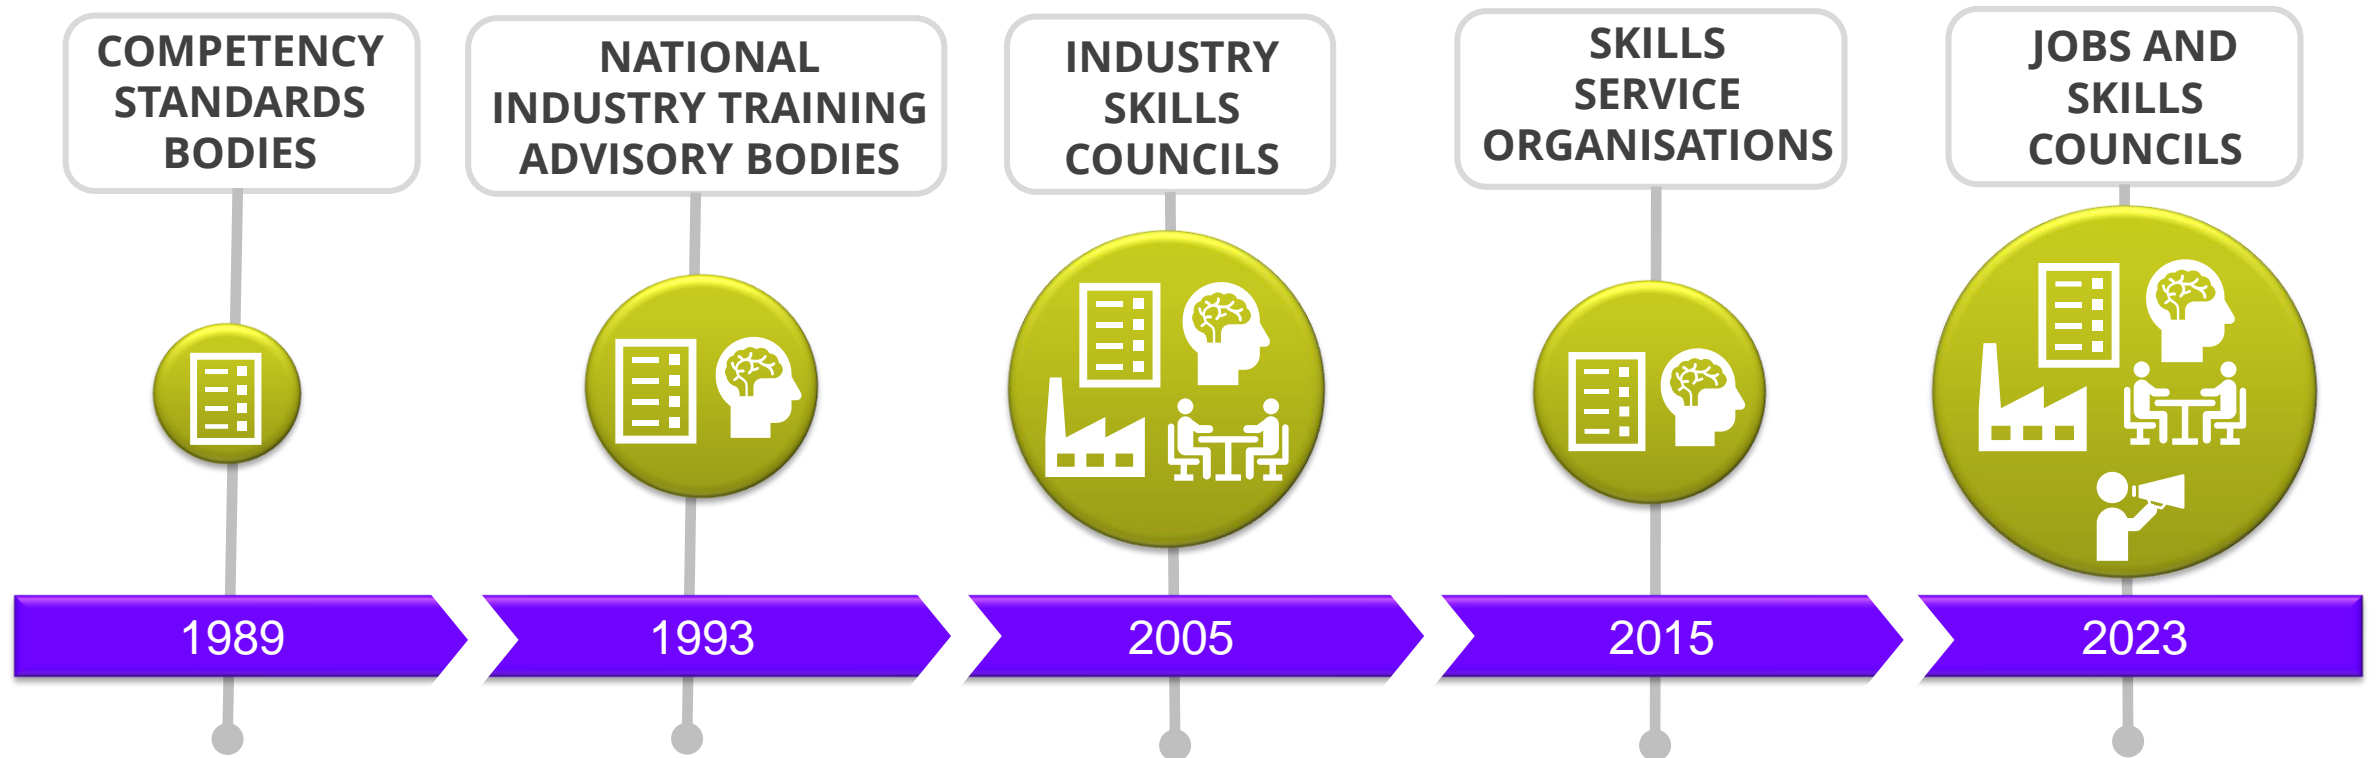 COMPETENCY
STANDARDS
BODIES
NATIONAL
INDUSTRY TRAINING
ADVISORY BODIES
INDUSTRY
SKILLS
COUNCILS
SKILLS
SERVICE
ORGANISATIONS
JOBS AND
SKILLS
COUNCILS
1989
1993
2005
2015
2023